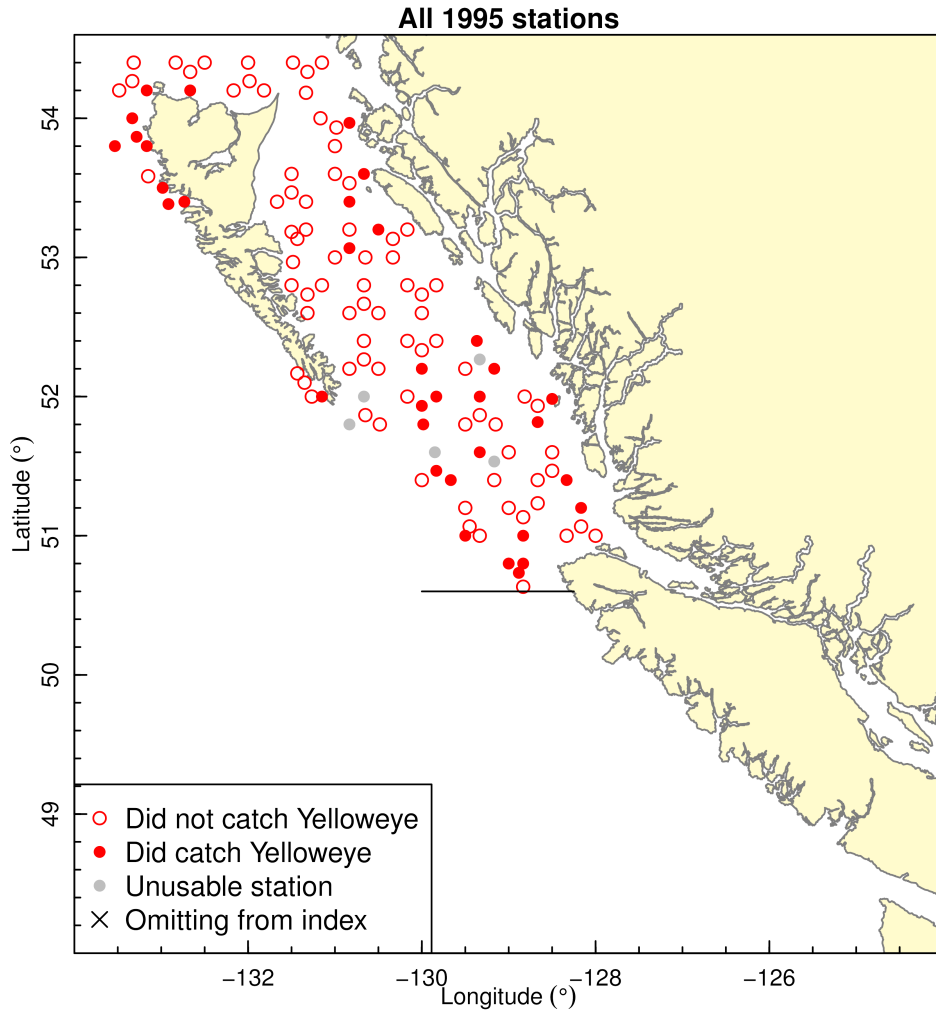 All 1995 stations
54
53
52
51
50
49
Latitude (°)
Did not catch Yelloweye
Did catch Yelloweye
Unusable station
Omitting from index
−132
−130
−128
−126
Longitude (°)